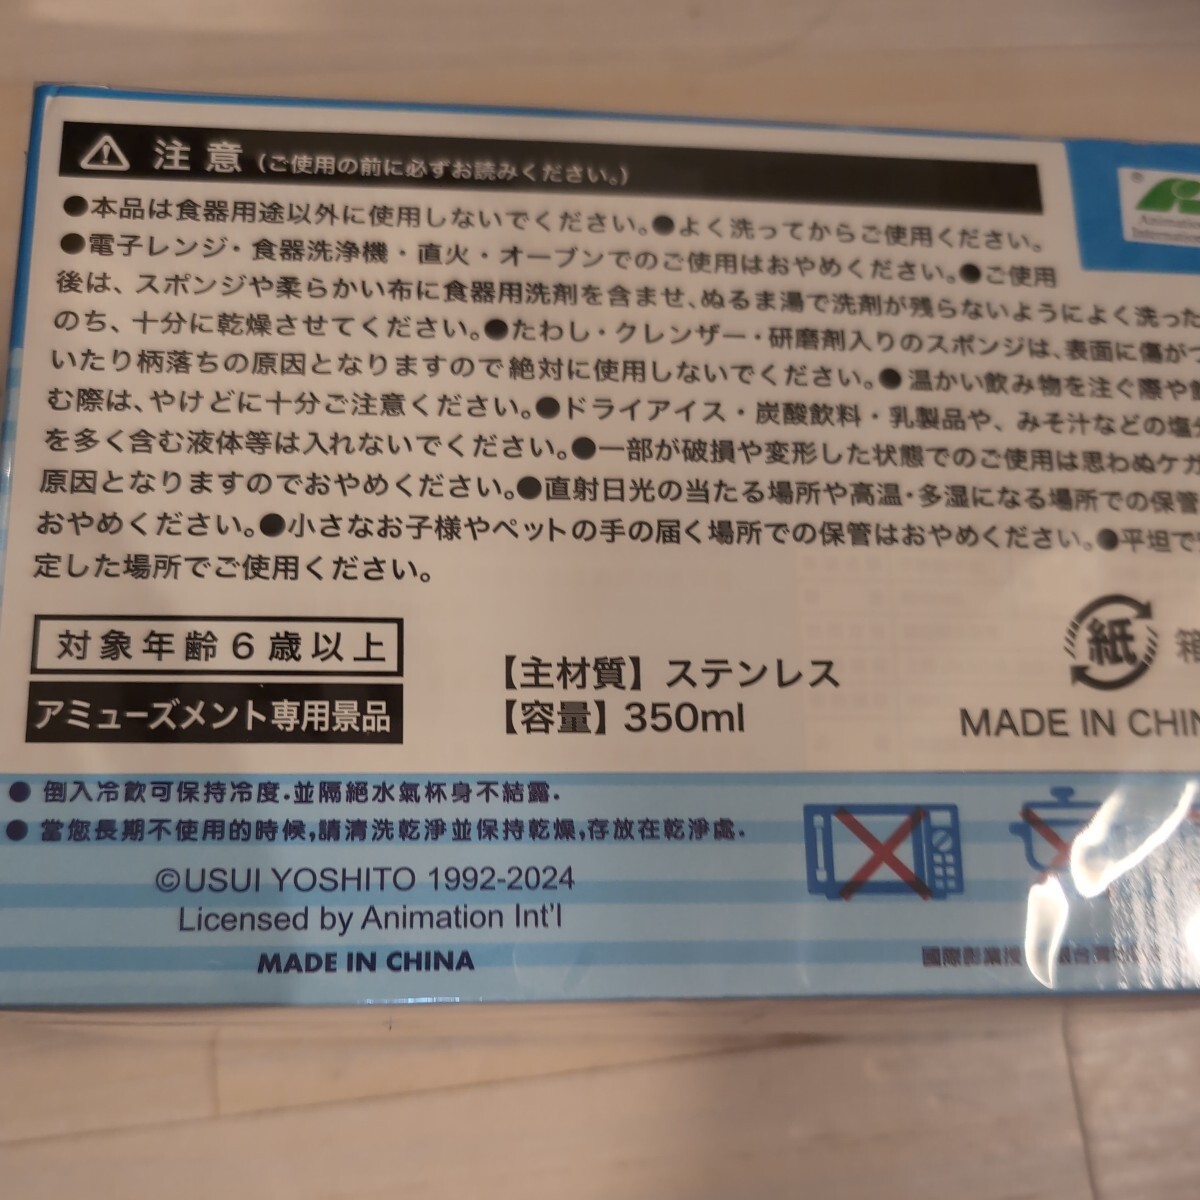 注意（ご使用の前に必ずお読みください。）
●本品は食器用途以外に使用しないでください。●よく洗ってからご使用ください。
●電子レンジ・食器洗浄機・直火・オーブンでのご使用はおやめください。●ご使用
後は、スポンジや柔らかい布に食器用洗剤を含ませ、ぬるま湯で洗剤が残らないようによく洗った
のち、十分に乾燥させてください。●たわし・クレンザー・研磨剤入りのスポンジは、表面に傷がつ
いたり柄落ちの原因となりますので絶対に使用しないでください。●温かい飲み物を注ぐ際や
む際は、やけどに十分ご注意ください。●ドライアイス・炭酸飲料・乳製品や、みそ汁などの塩分
を多く含む液体等は入れないでください。●一部が破損や変形した状態でのご使用は思わぬケガ
原因となりますのでおやめください。●直射日光の当たる場所や高温・多湿になる場所での保管
おやめください。●小さなお子様やペットの手の届く場所での保管はおやめください。●平坦で
定した場所でご使用ください。
対象年齢6歳以上
アミューズメント専用景品
【主材質】ステンレス
【容量】350ml
紙
箱
MADE IN CHIN
● 倒入冷飲可保持冷度.並隔絕水氣杯身不結露.
● 當您長期不使用的時候,請清洗乾淨並保持乾燥,存放在乾淨處.
©USUI YOSHITO 1992-2024
Licensed by Animation Int'l
MADE IN CHINA
國際影業授